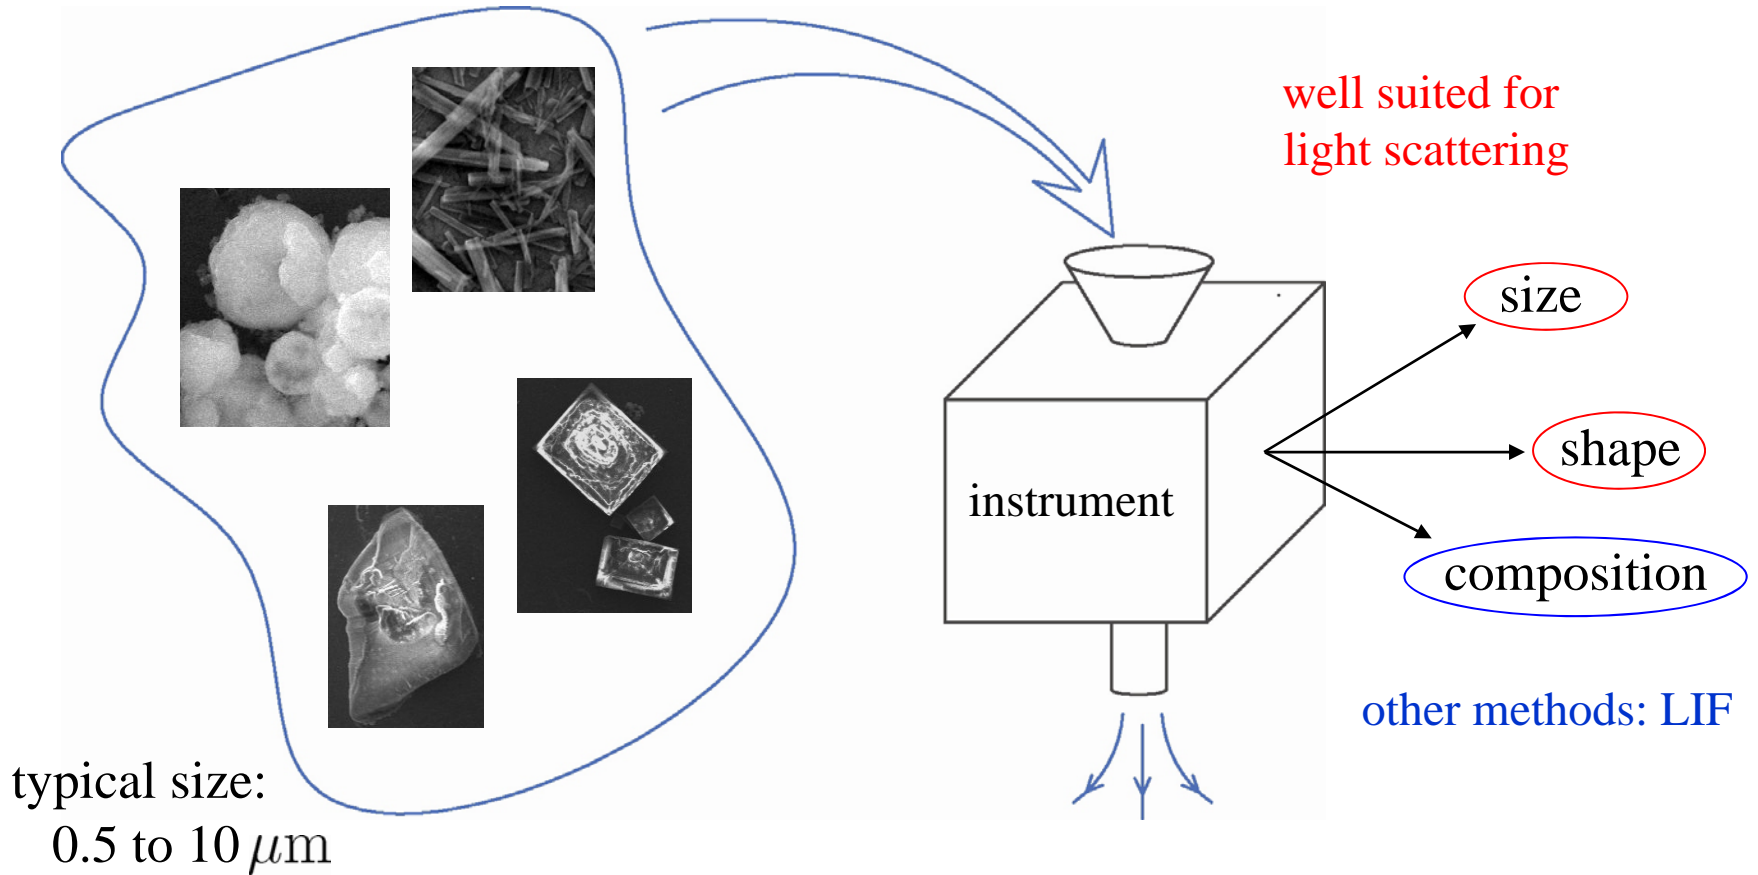 well suited for
light scattering
size
shape
instrument
composition
other methods: LIF
typical size:
0.5 to 10 μm